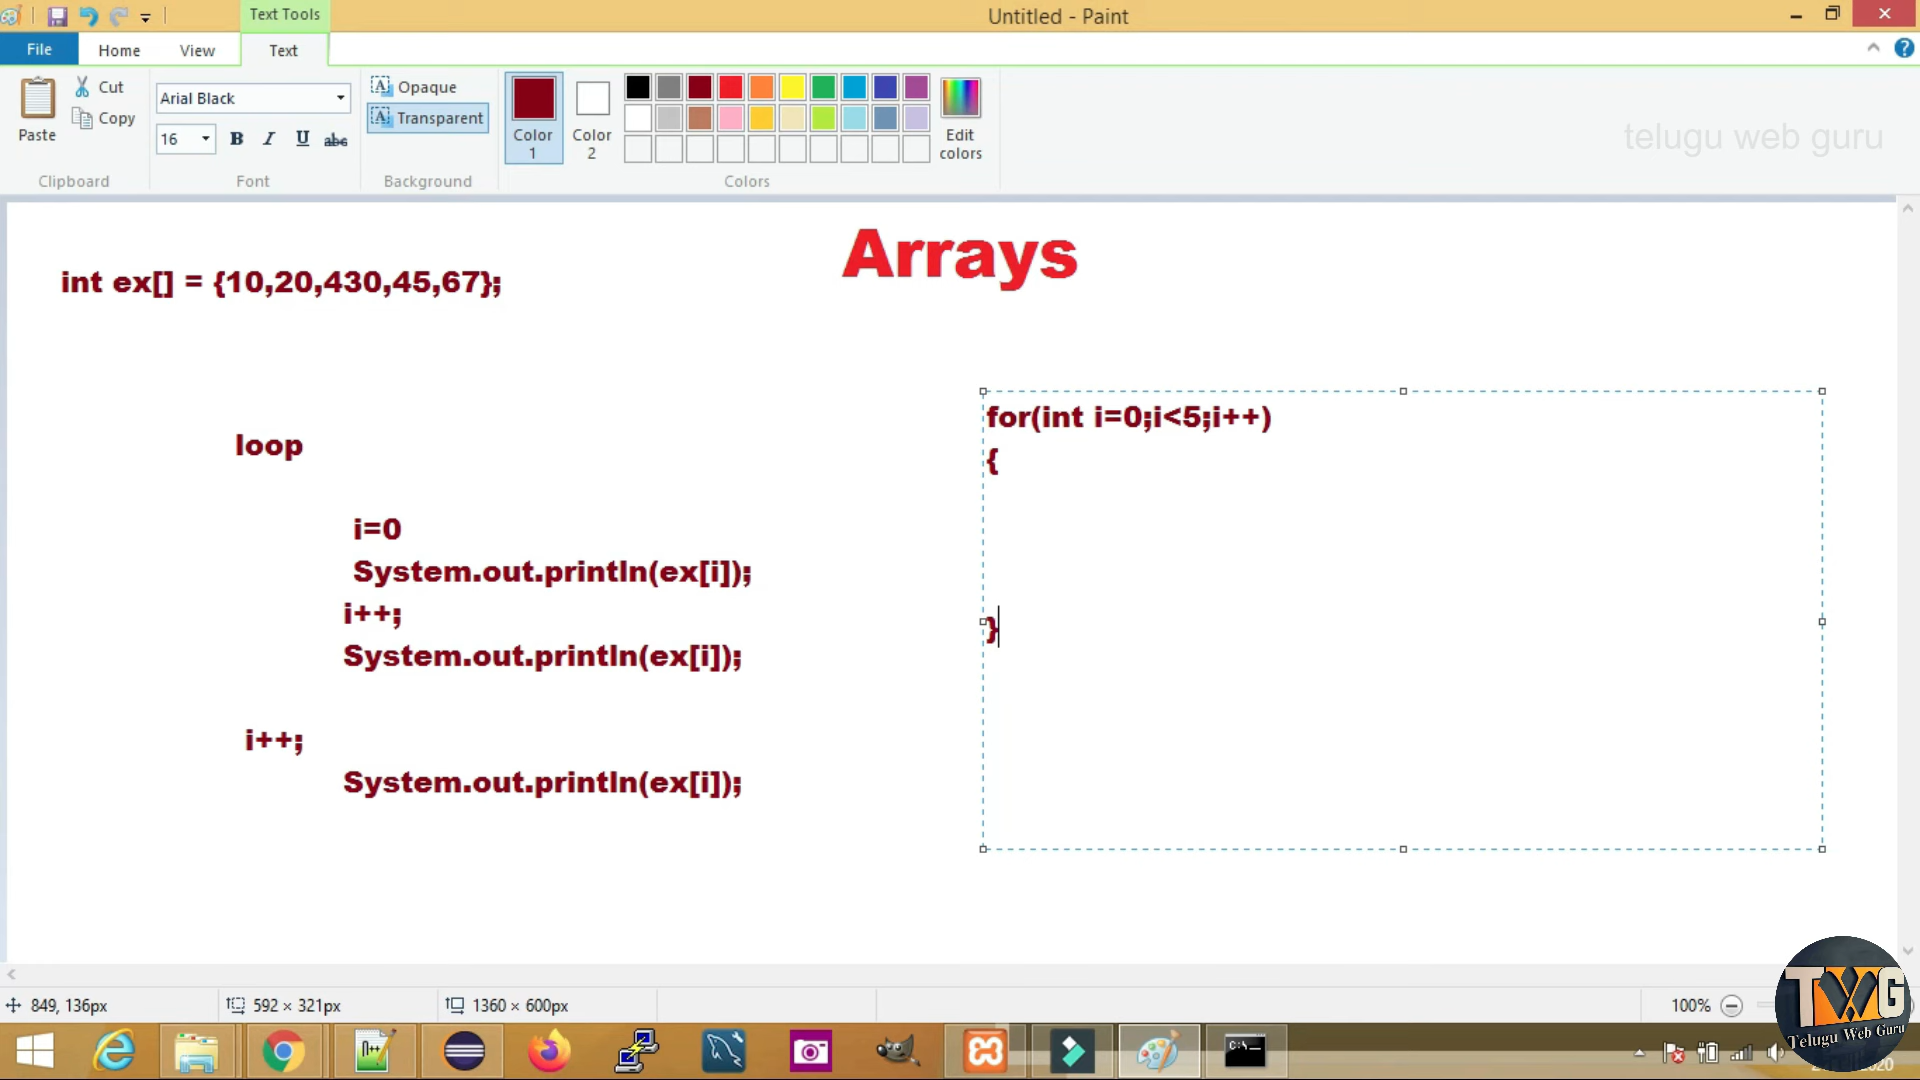 Text Tools
Untitled - Paint
File
Home
View
Text
Paste
Cut
Copy
Clipboard
Arial Black
16
B I U abc
Font
Opaque
Transparent
Background
Color 1
Color 2
Edit colors
Colors
telugu web guru
Arrays
int ex[] = {10,20,430,45,67};
for(int i=0;i<5;i++)
{
loop
i=0
System.out.println(ex[i]);
i++;
}
System.out.println(ex[i]);
i++;
System.out.println(ex[i]);
849, 136px
592 × 321px
1360 × 600px
100%
TWG
Telugu Web Guru